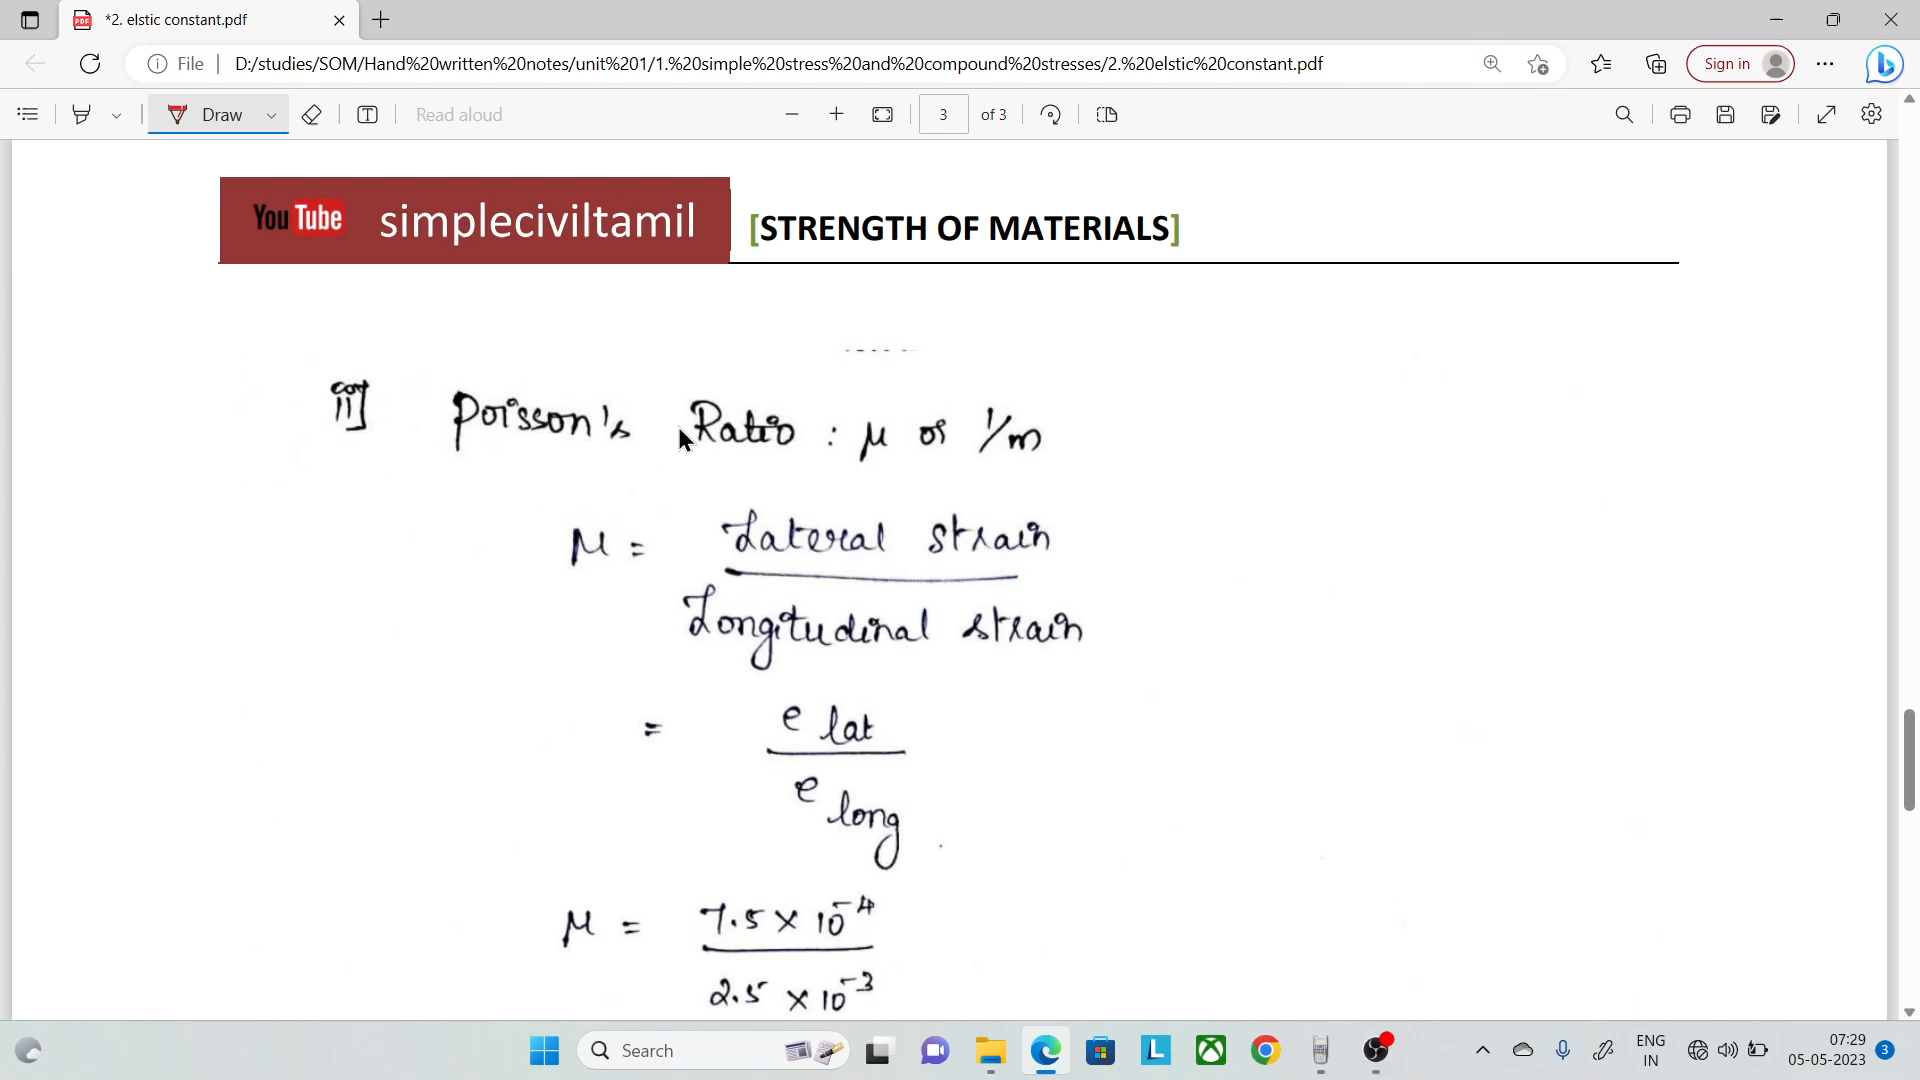 *2. elstic constant.pdf
File
D:/studies/SOM/Hand%20written%20notes/unit%201/1.%20simple%20stress%20and%20compound%20stresses/2.%20elstic%20constant.pdf
Sign in
Draw
Read aloud
3 of 3
You Tube simpleciviltamil [STRENGTH OF MATERIALS]
iii] Poisson's Ratio : μ or 1/m
μ = Lateral strain
Longitudinal strain
= e lat
e long
μ = 7.5 × 10⁻⁴
2.5 × 10⁻³
Search
ENG
IN
07:29
05-05-2023
3